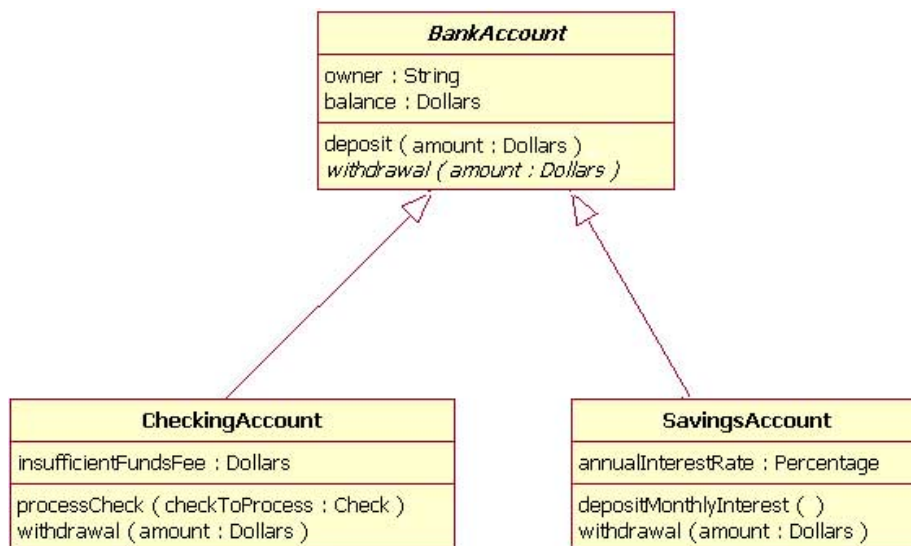 BankAccount
owner : String
balance : Dollars
deposit ( amount : Dollars )
withdrawal ( amount : Dollars )
CheckingAccount
insufficientFundsFee : Dollars
processCheck ( checkToProcess : Check )
withdrawal ( amount : Dollars )
SavingsAccount
annualInterestRate : Percentage
depositMonthlyInterest ( )
withdrawal ( amount : Dollars )